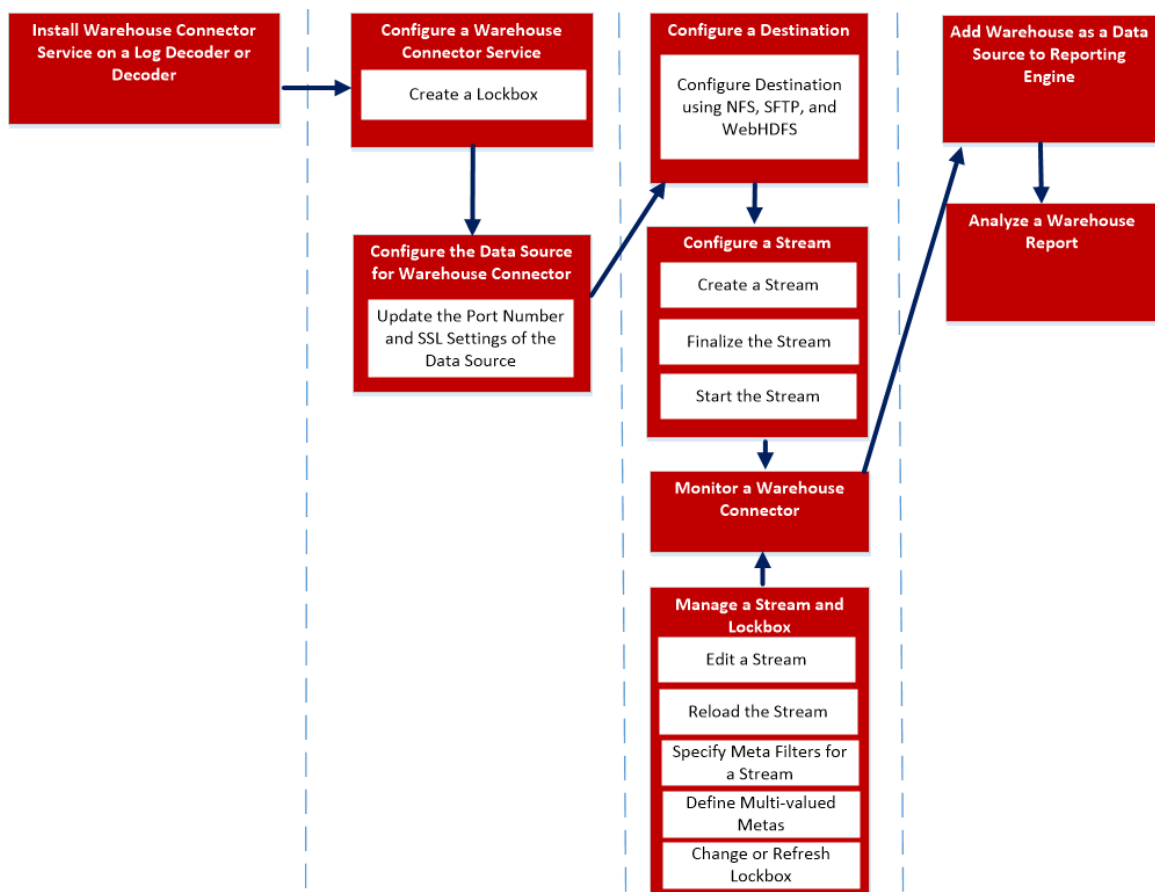 Install Warehouse Connector
Service on a Log Decoder or
Decoder
Configure a Warehouse
Connector Service
Create a Lockbox
Configure the Data Source
for Warehouse Connector
Update the Port Number
and SSL Settings of the
Data Source
Configure a Destination
Configure Destination
using NFS, SFTP, and
WebHDFS
Configure a Stream
Create a Stream
Finalize the Stream
Start the Stream
Monitor a Warehouse
Connector
Manage a Stream and
Lockbox
Edit a Stream
Reload the Stream
Specify Meta Filters for
a Stream
Define Multi-valued
Metas
Change or Refresh
Lockbox
Add Warehouse as a Data
Source to Reporting
Engine
Analyze a Warehouse
Report